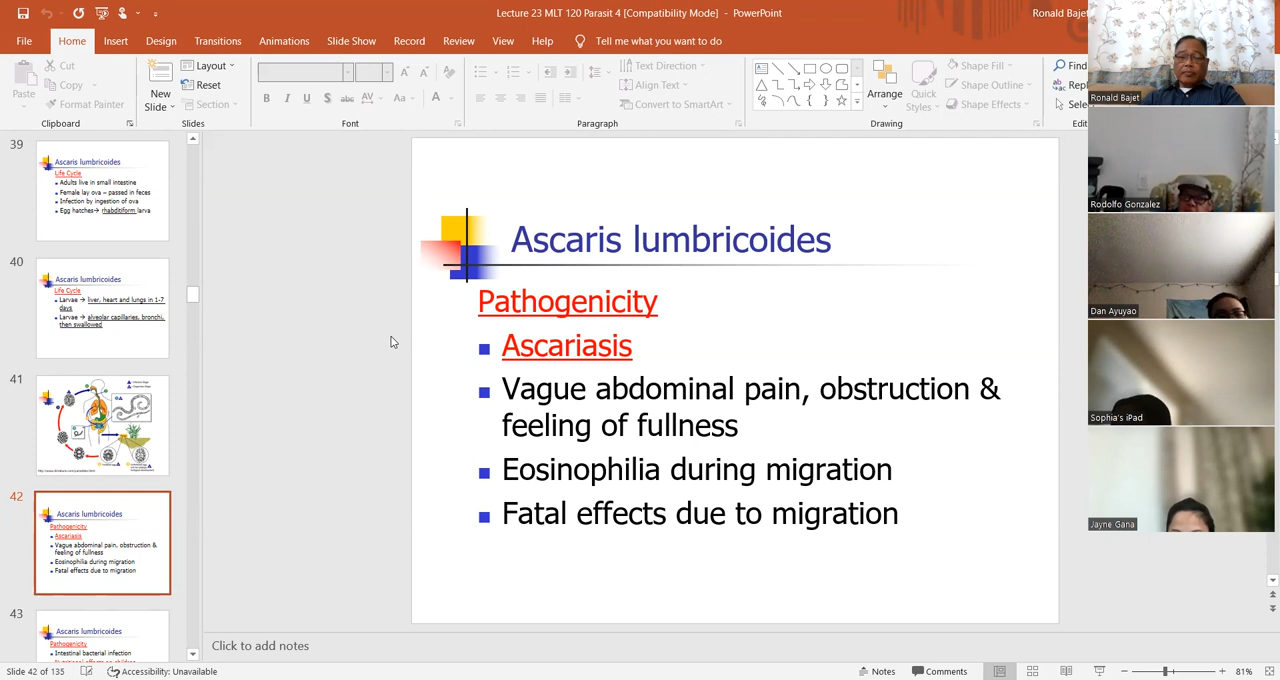 Lecture 23 MLT 120 Parasit 4 [Compatibility Mode] - PowerPoint
Ronald Bajet
File Home Insert Design Transitions Animations Slide Show Record Review View Help Tell me what you want to do
Paste
Cut
Copy
Format Painter
Clipboard
New
Slide
Layout
Reset
Section
Slides
B I U S abc AV Aa A
Font
Text Direction
Align Text
Convert to SmartArt
Paragraph
Arrange
Quick
Styles
Shape Fill
Shape Outline
Shape Effects
Drawing
Find
Repl
Sele
Edit
39
Ascaris lumbricoides
Life Cycle
Adults live in small intestine
Female lay ova – passed in feces
Infection by ingestion of ova
Egg hatches→ rhabditiform larva
40
Ascaris lumbricoides
Life Cycle
Larvae → liver, heart and lungs in 1-7
days
Larvae → alveolar capillaries, bronchi,
then swallowed
41
42
Ascaris lumbricoides
Pathogenicity
Ascariasis
Vague abdominal pain, obstruction &
feeling of fullness
Eosinophilia during migration
Fatal effects due to migration
43
Ascaris lumbricoides
Pathogenicity
Intestinal bacterial infection
Ascaris lumbricoides
Pathogenicity
Ascariasis
Vague abdominal pain, obstruction &
feeling of fullness
Eosinophilia during migration
Fatal effects due to migration
Click to add notes
Ronald Bajet
Rodolfo Gonzalez
Dan Ayuyao
Sophia's iPad
Jayne Gana
Slide 42 of 135 Accessibility: Unavailable Notes Comments 81%